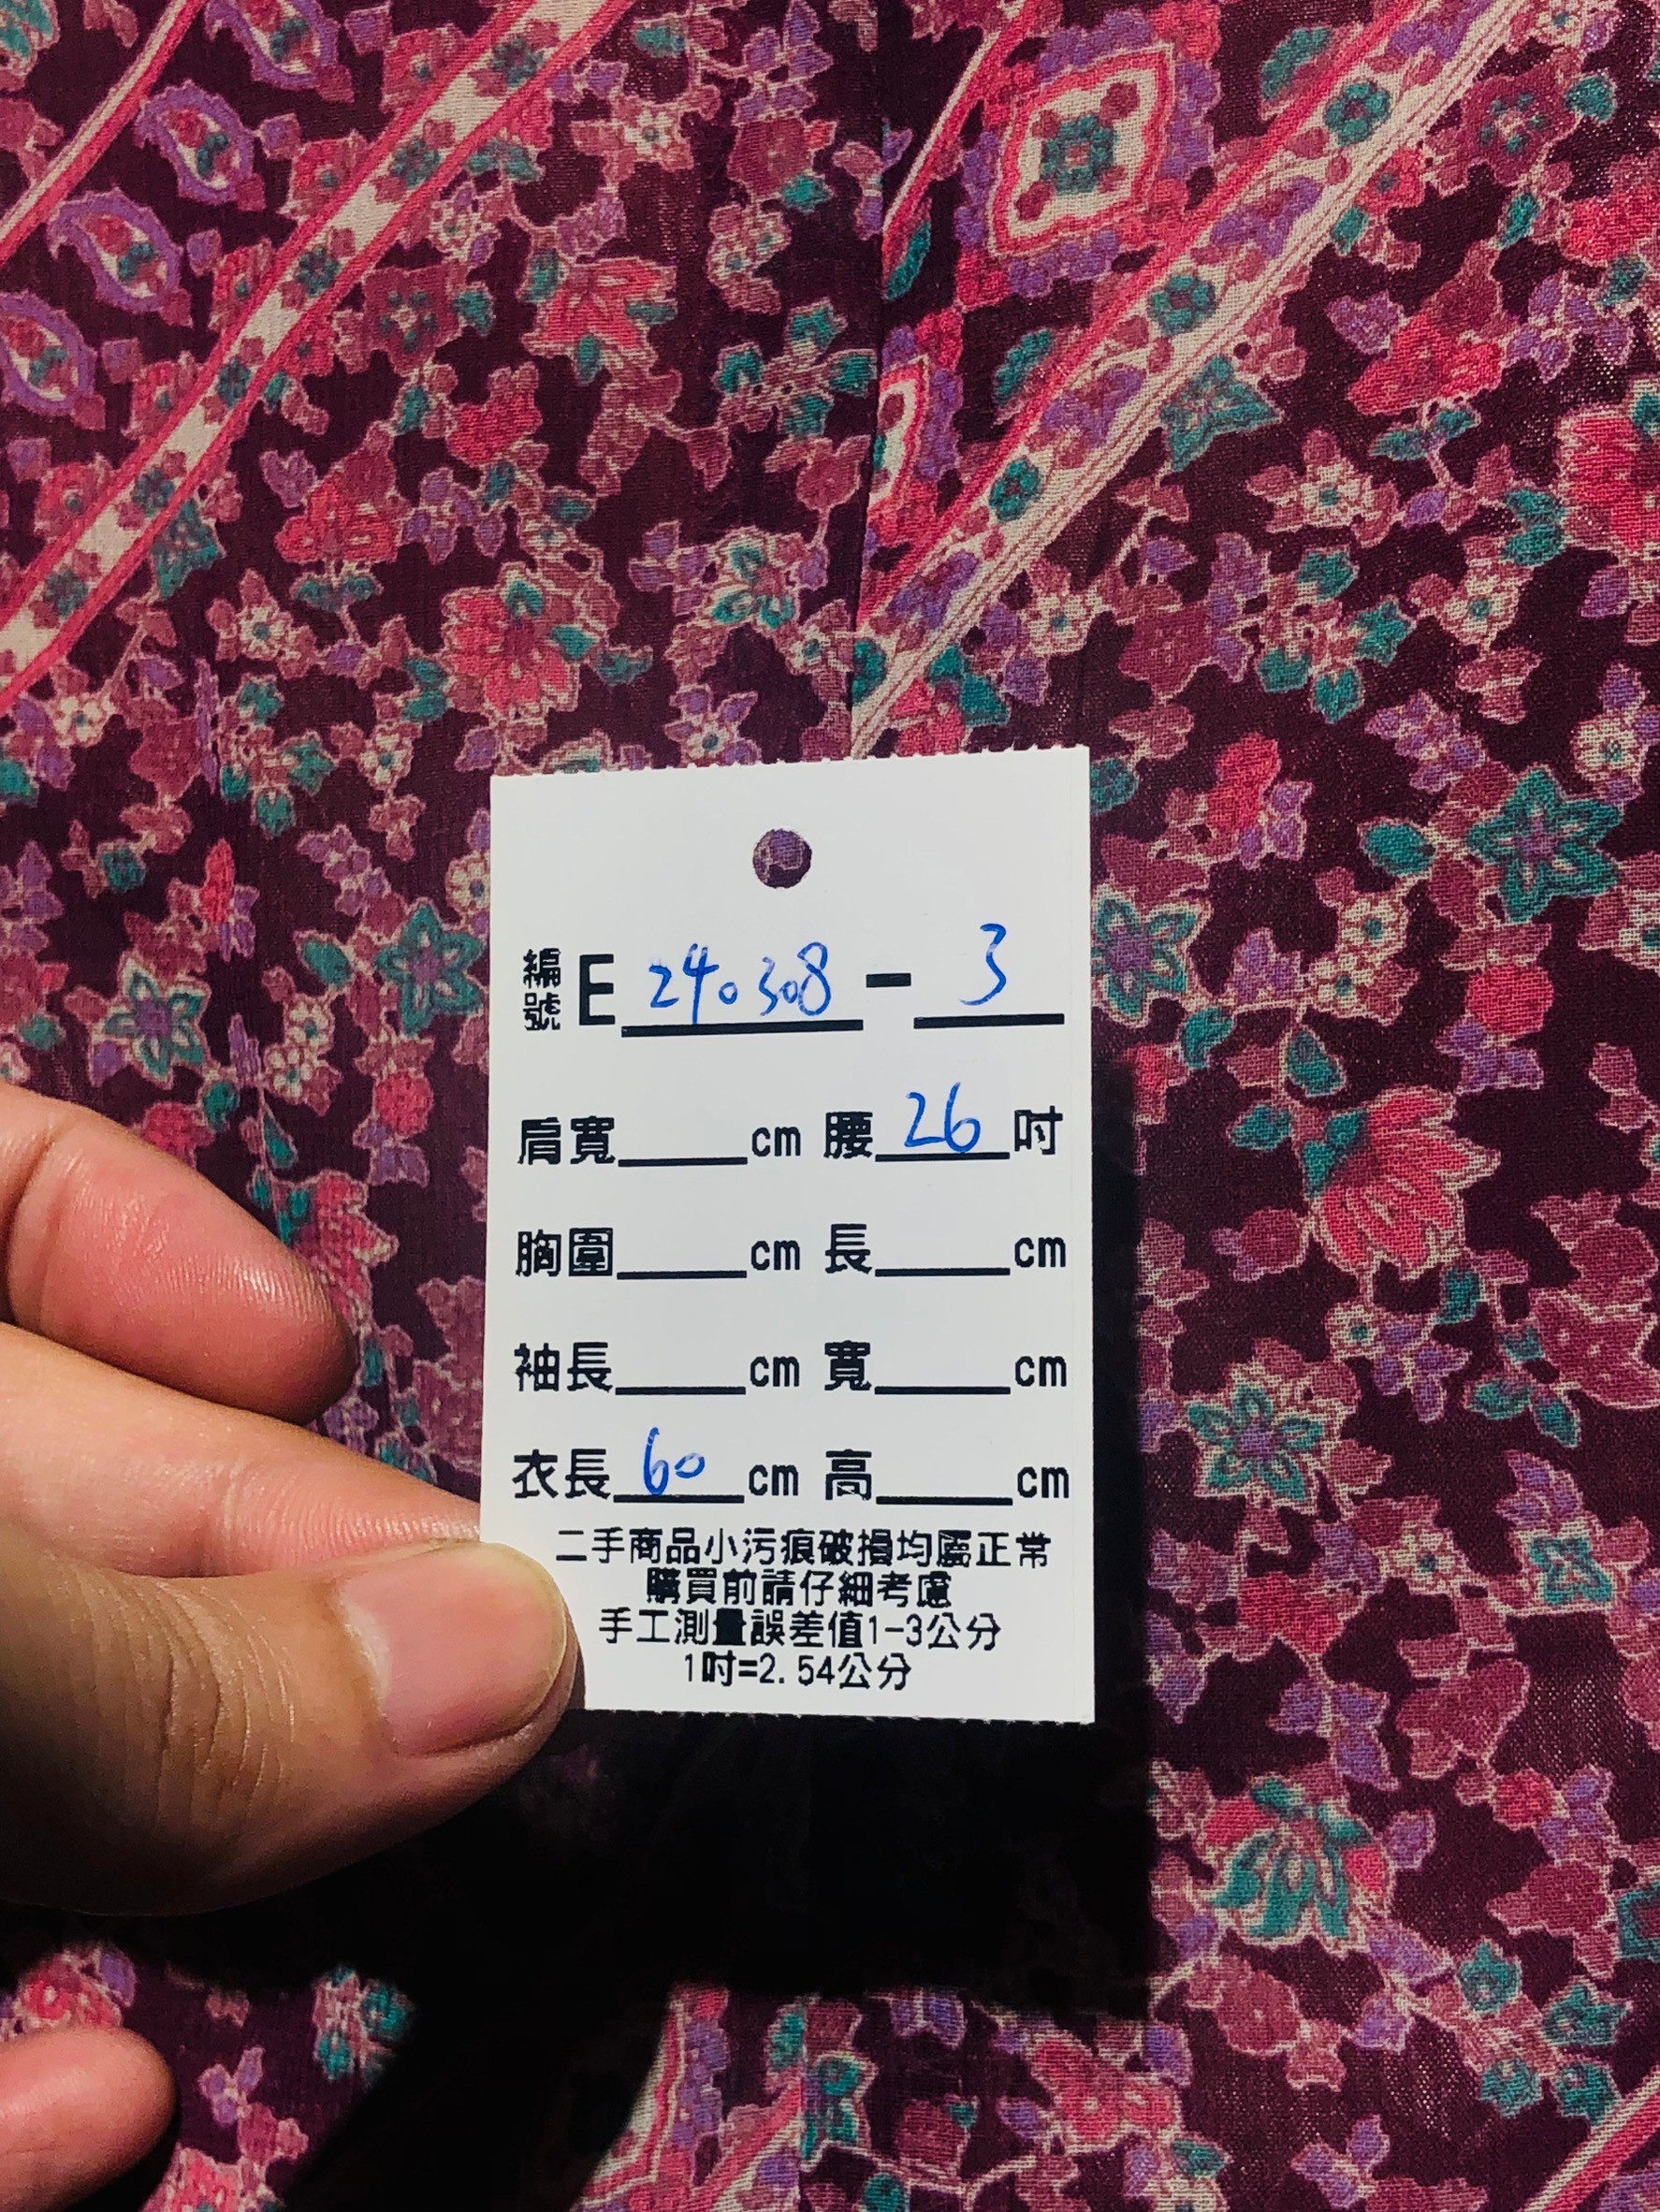 編號E 240308-3
肩寬 cm 腰 26 吋
胸圍 cm 長 cm
袖長 cm 寬 cm
衣長 60 cm 高 cm
二手商品小污痕破損均屬正常
購買前請仔細考慮
手工測量誤差值1-3公分
1吋=2.54公分